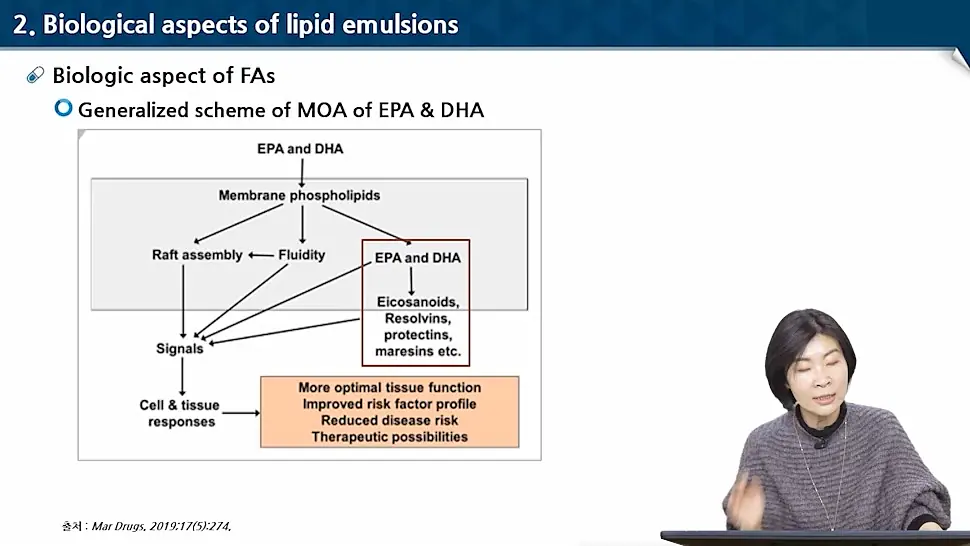 2. Biological aspects of lipid emulsions
Biologic aspect of FAs
Generalized scheme of MOA of EPA & DHA
EPA and DHA
Membrane phospholipids
Raft assembly
Fluidity
EPA and DHA
Eicosanoids,
Resolvins,
protectins,
maresins etc.
Signals
Cell & tissue
responses
More optimal tissue function
Improved risk factor profile
Reduced disease risk
Therapeutic possibilities
출처 : Mar Drugs, 2019;17(5):274,